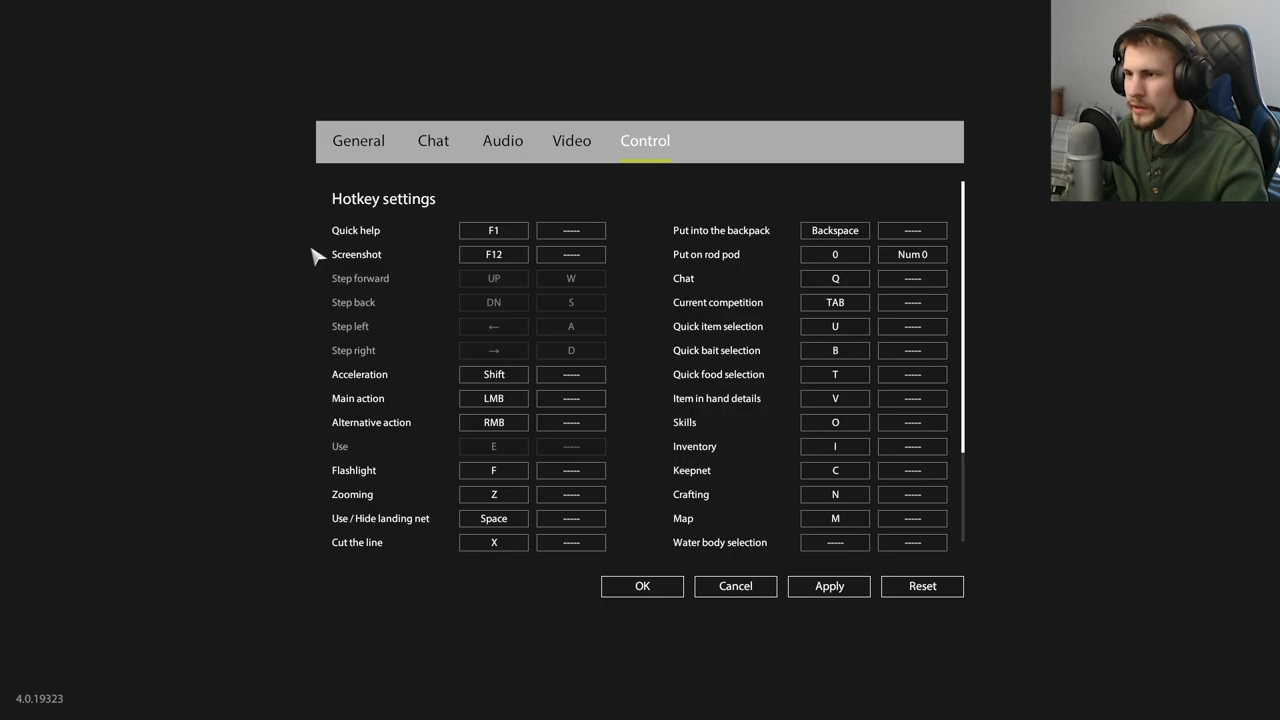 General Chat Audio Video Control
Hotkey settings
Quick help F1 -----
Screenshot F12 -----
Step forward UP W
Step back DN S
Step left ← A
Step right → D
Acceleration Shift -----
Main action LMB -----
Alternative action RMB -----
Use E -----
Flashlight F -----
Zooming Z -----
Use / Hide landing net Space -----
Cut the line X -----
Put into the backpack Backspace -----
Put on rod pod 0 Num 0
Chat Q -----
Current competition TAB -----
Quick item selection U -----
Quick bait selection B -----
Quick food selection T -----
Item in hand details V -----
Skills O -----
Inventory I -----
Keepnet C -----
Crafting N -----
Map M -----
Water body selection ----- -----
OK Cancel Apply Reset
4.0.19323